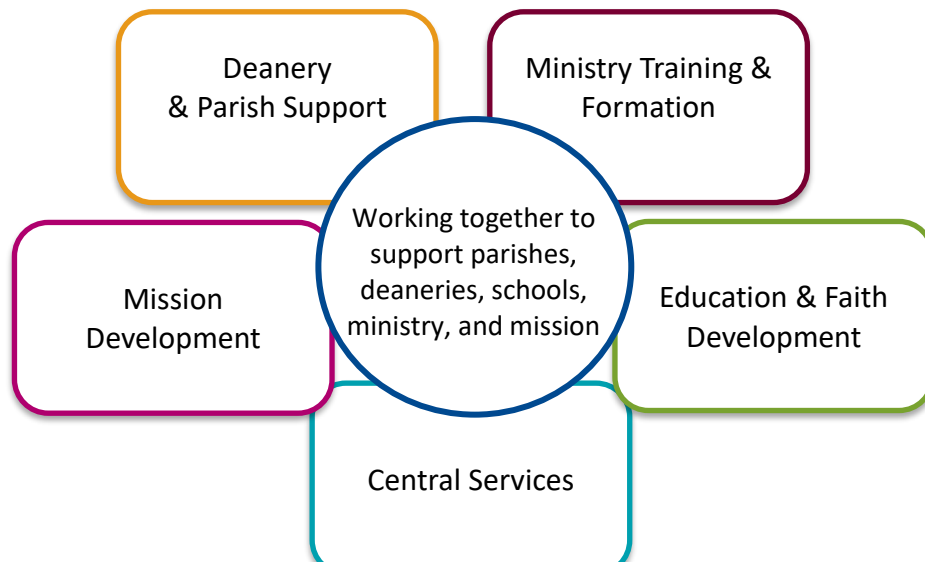 Deanery
& Parish Support
Ministry Training &
Formation
Working together to
support parishes,
deaneries, schools,
ministry, and mission
Mission
Development
Education & Faith
Development
Central Services